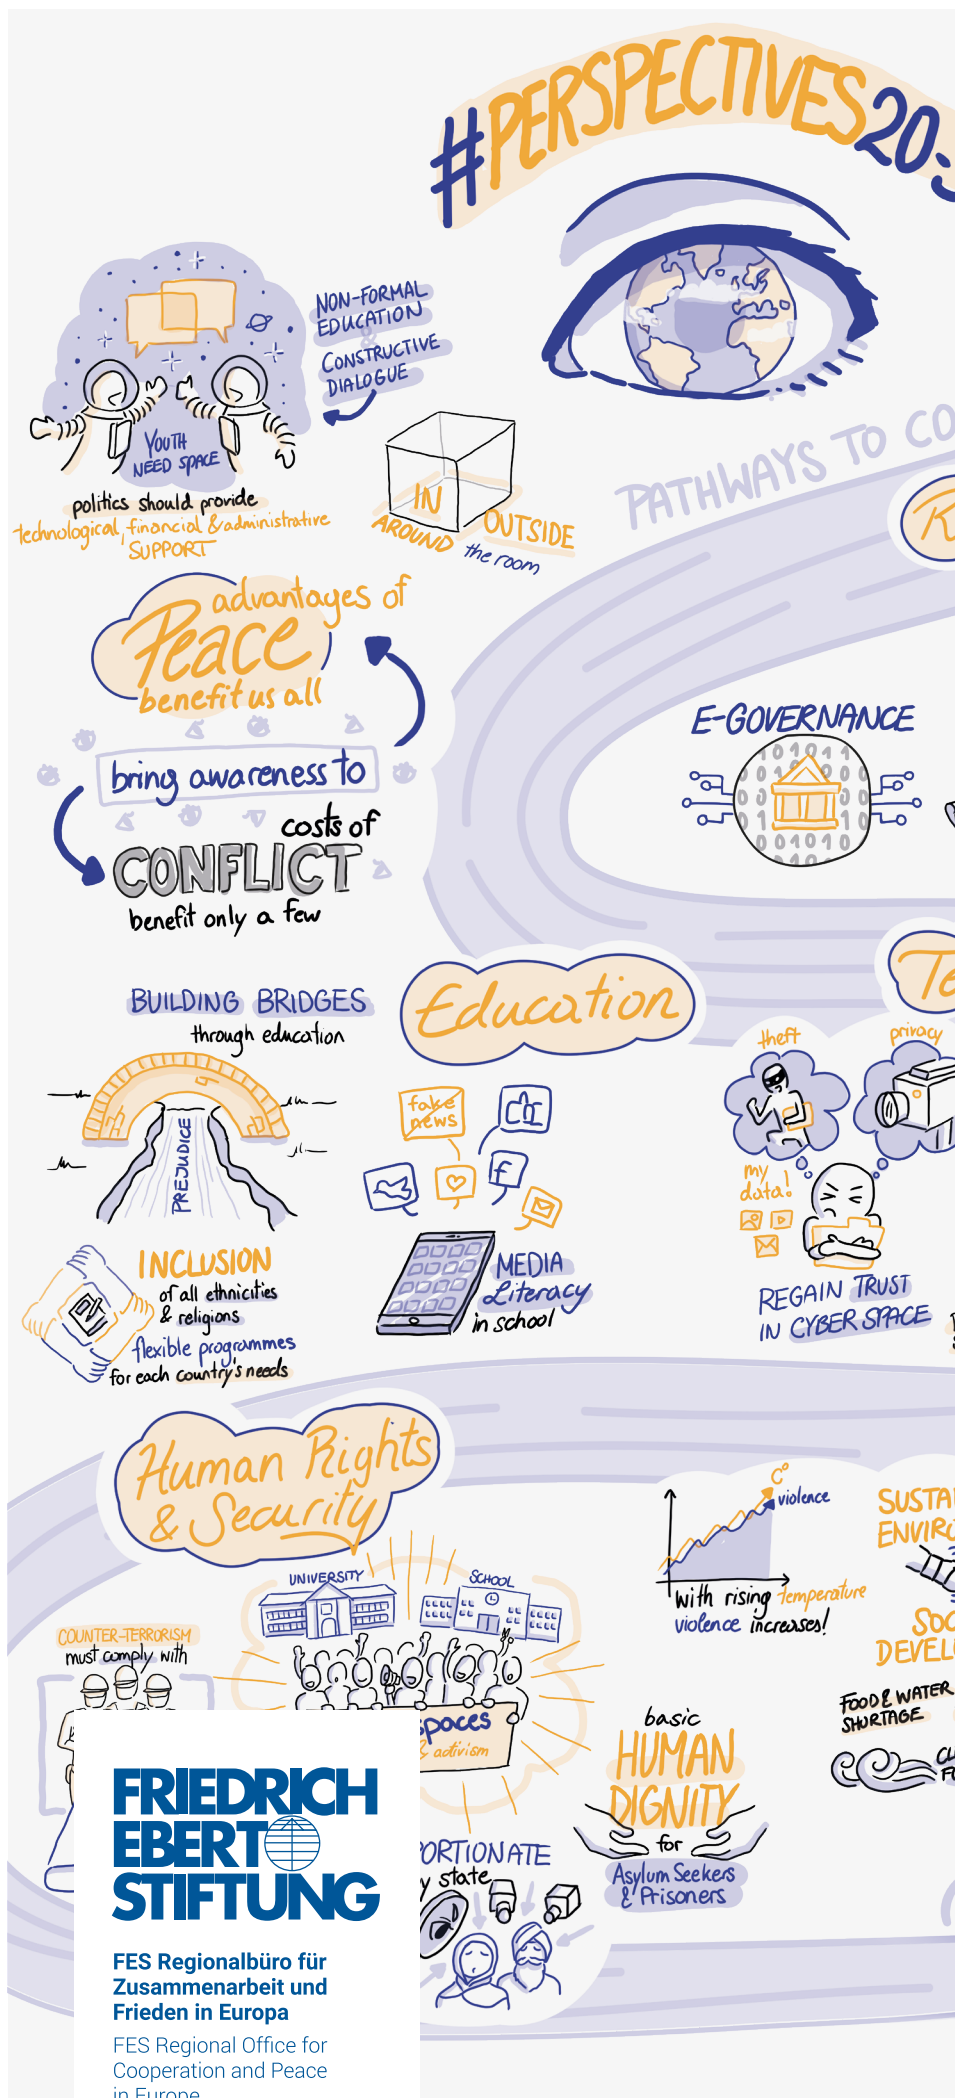 #PERSPECTIVES20
NON-FORMAL
EDUCATION
&
CONSTRUCTIVE
DIALOGUE
YOUTH
NEED SPACE
politics should provide
technological, financial & administrative
SUPPORT
IN
AROUND
OUTSIDE
the room
PATHWAYS TO CO
advantages of
Peace
benefit us all
bring awareness to
costs of
CONFLICT
benefit only a few
E-GOVERNANCE
BUILDING BRIDGES
through education
PREJUDICE
Education
fake
news
f
INCLUSION
of all ethnicities
& religions
flexible programmes
for each country's needs
MEDIA
Literacy
in school
Te
theft
privacy
my
data!
REGAIN TRUST
IN CYBER SPACE
Human Rights
& Security
UNIVERSITY
SCHOOL
COUNTER-TERRORISM
must comply with
spaces
& activism
C°
violence
With rising temperature
violence increases!
SUSTA
ENVIRO
SOC
DEVEL
FOOD & WATER
SHORTAGE
basic
HUMAN
DIGNITY
for
Asylum Seekers
& Prisoners
PORTIONATE
y state
FRIEDRICH
EBERT
STIFTUNG
FES Regionalbüro für
Zusammenarbeit und
Frieden in Europa
FES Regional Office for
Cooperation and Peace
in Europe